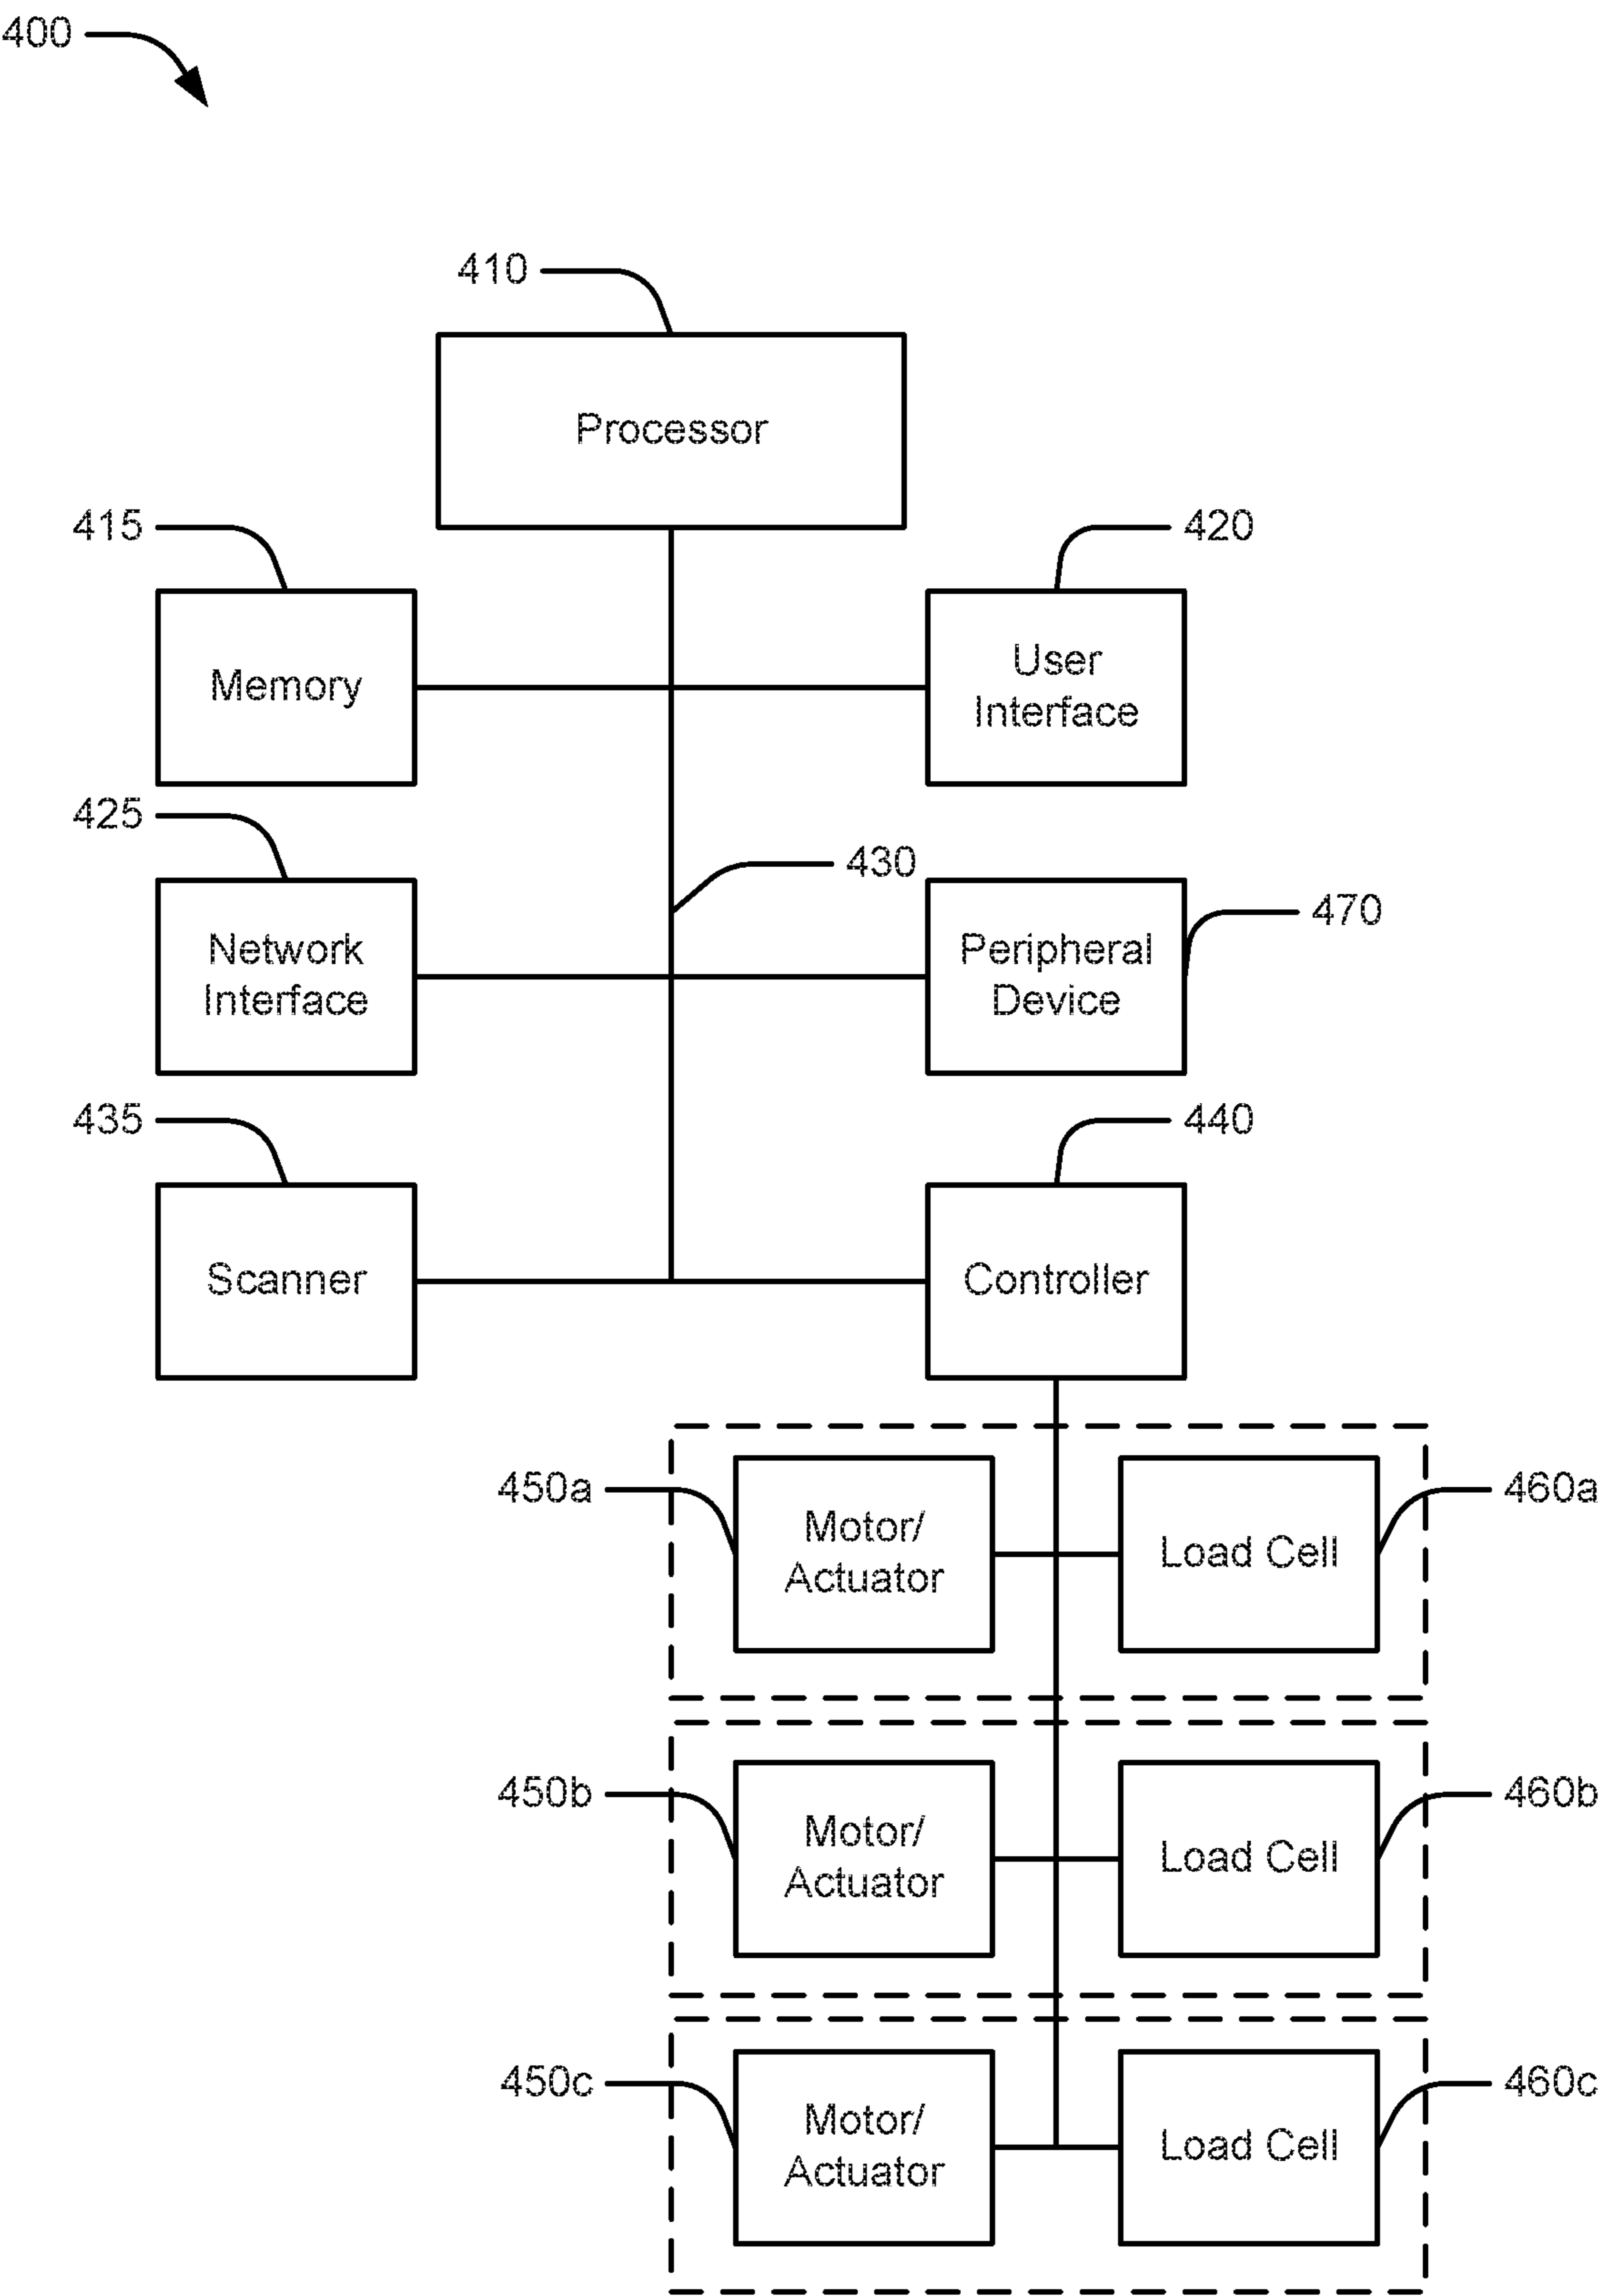 400
410
Processor
415
420
Memory
User
Interface
425
430
470
Network
Interface
Peripheral
Device
435
440
Scanner
Controller
450a
460a
Motor/
Actuator
Load Cell
450b
460b
Motor/
Actuator
Load Cell
450c
460c
Motor/
Actuator
Load Cell